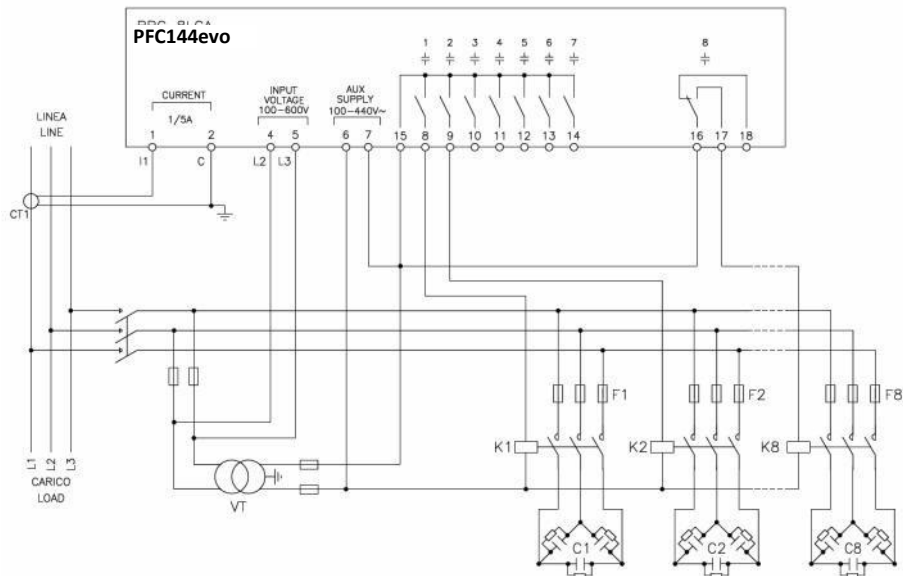 PFC144evo
1 2 3 4 5 6 7 8
CURRENT
1/5A
INPUT
VOLTAGE
100-600V
AUX
SUPPLY
100-440V~
LINEA
LINE
1 2 4 5 6 7 15 8 9 10 11 12 13 14 16 17 18
I1 C L2 L3
CT1
F1 F2 F8
K1 K2 K8
L1 L2 L3
CARICO
LOAD
VT
C1 C2 C8